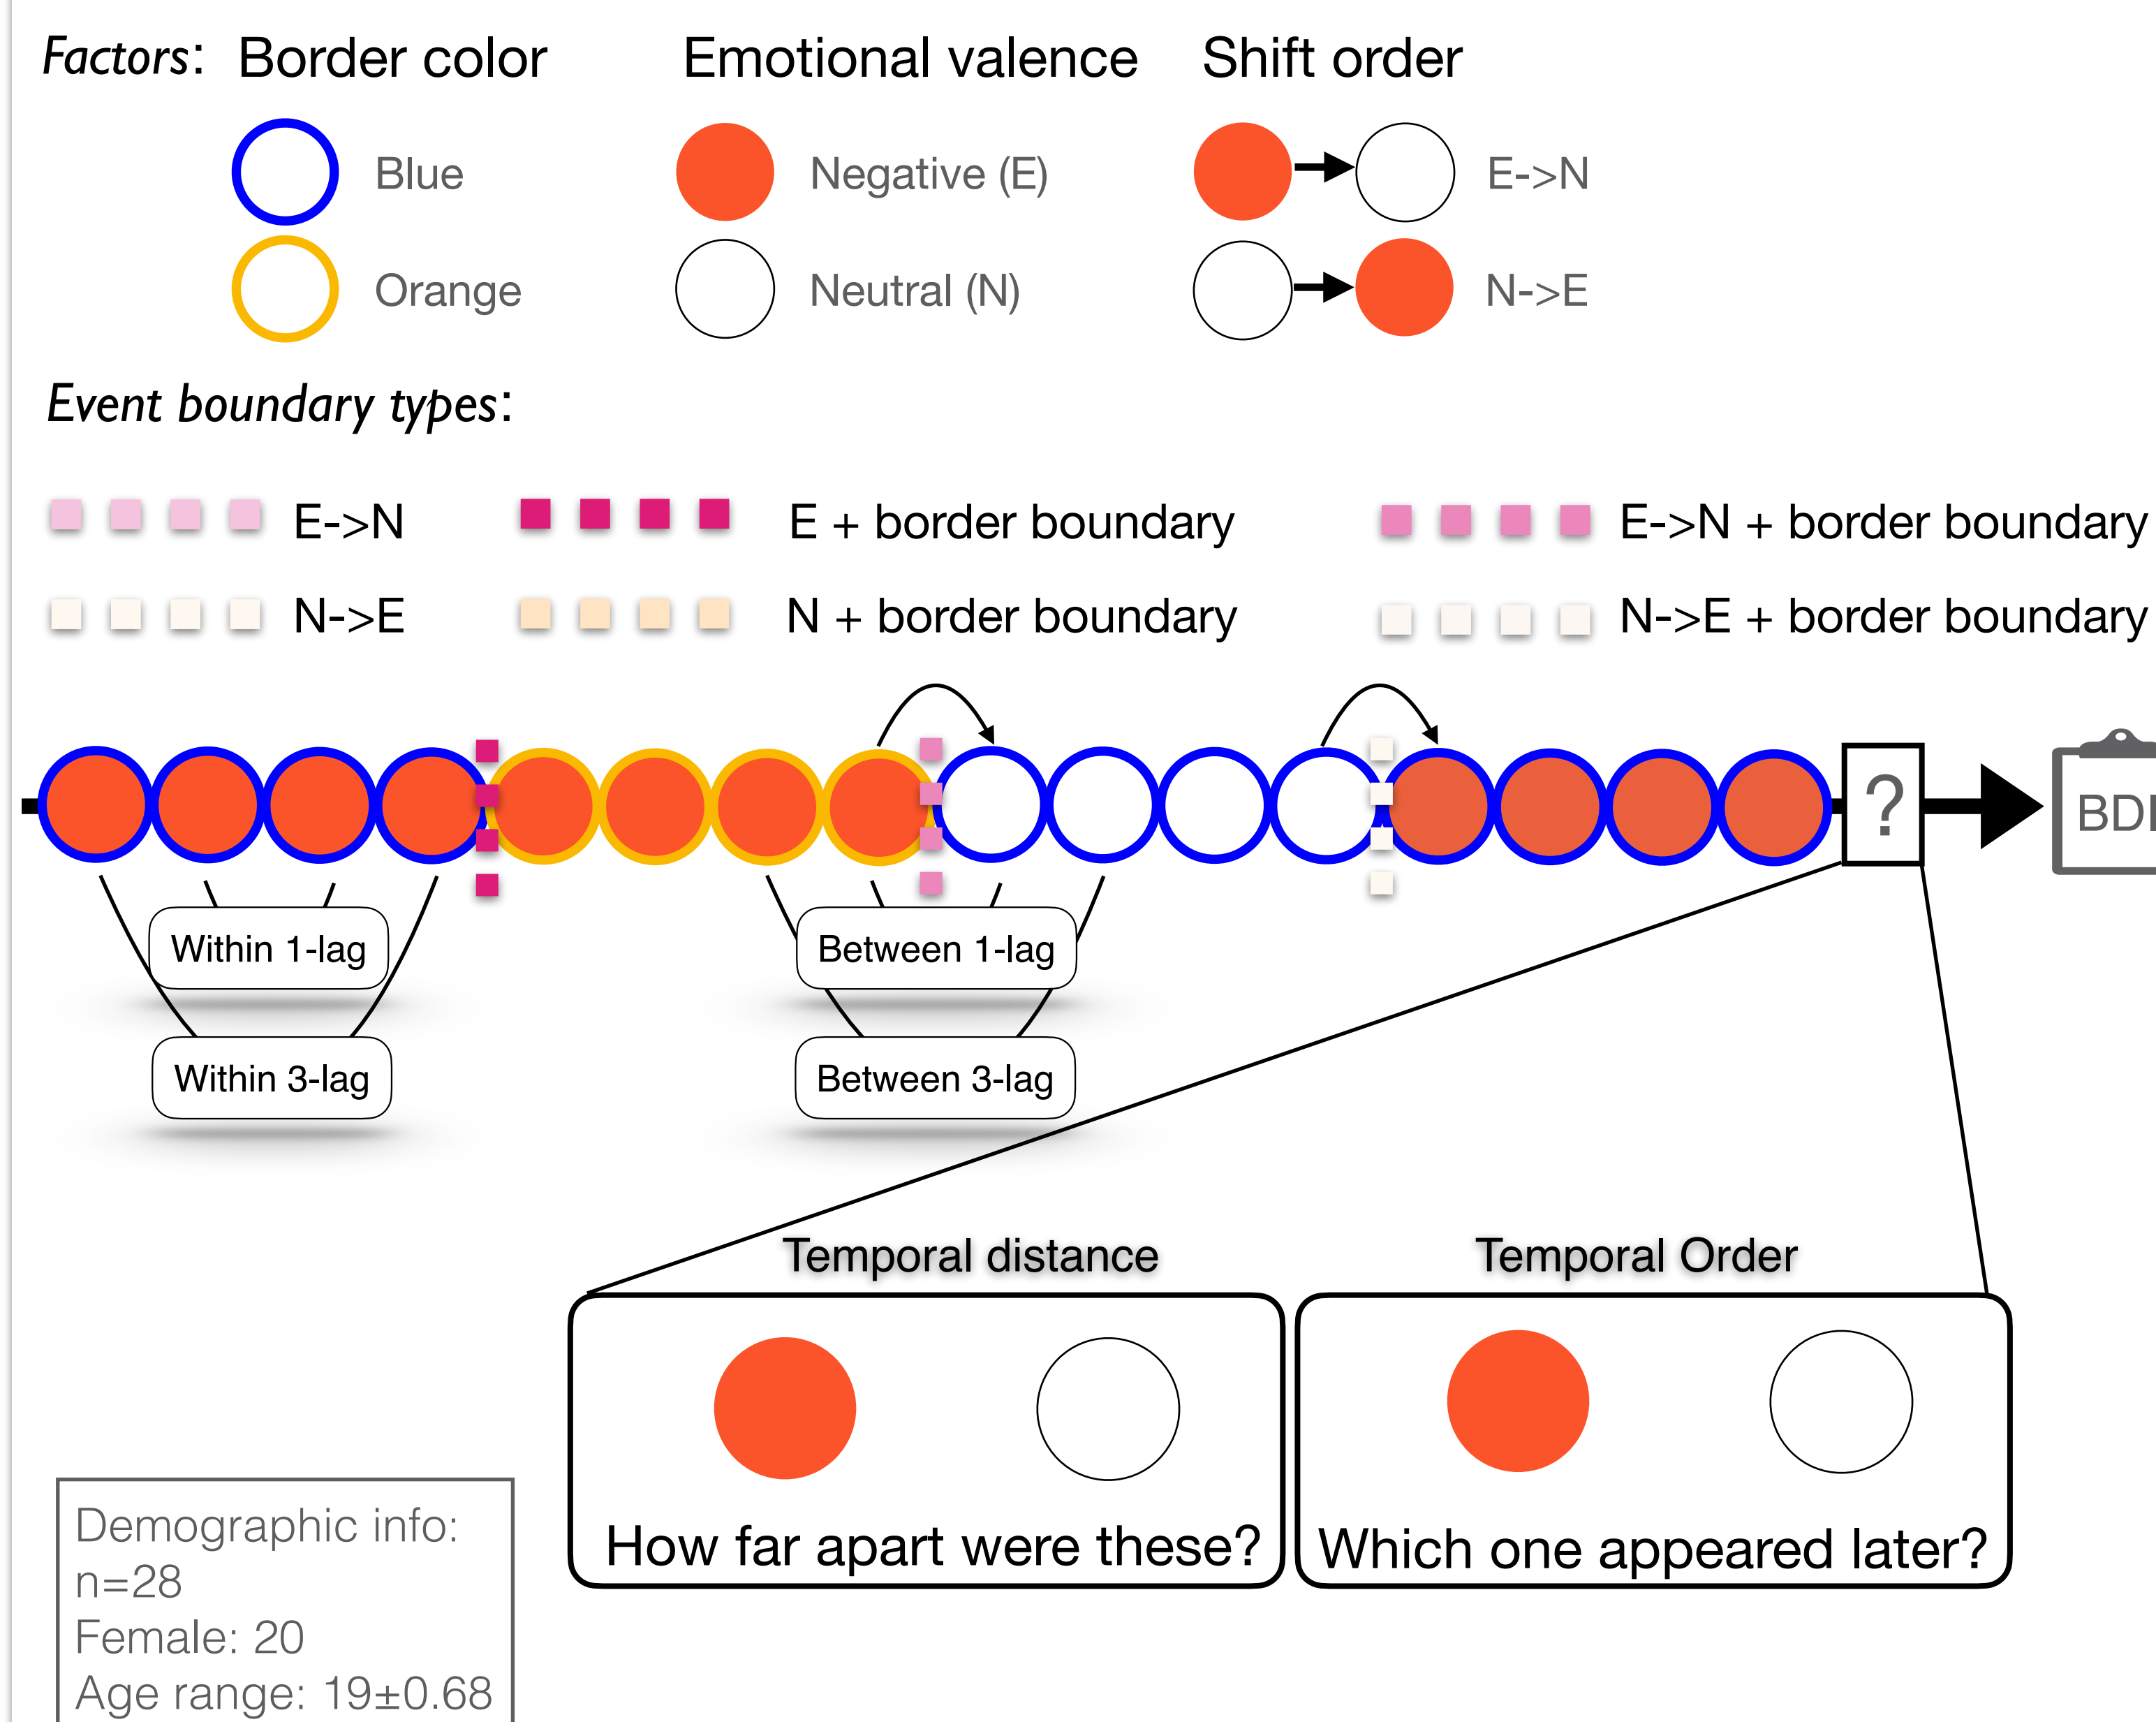 Factors: Border color Emotional valence Shift order
Blue Negative (E) E->N
Orange Neutral (N) N->E
Event boundary types:
E->N E + border boundary E->N + border boundary
N->E N + border boundary N->E + border boundary
?
Within 1-lag Between 1-lag
Within 3-lag Between 3-lag
Temporal distance Temporal Order
How far apart were these? Which one appeared later?
Demographic info:
n=28
Female: 20
Age range: 19±0.68